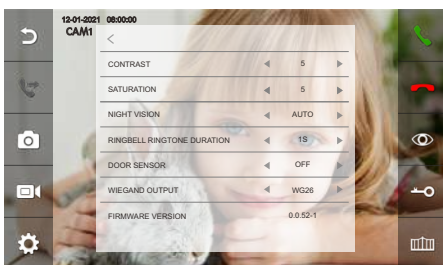 12-01-2021 08:00:00
CAM1
<
CONTRAST 5
SATURATION 5
NIGHT VISION AUTO
RINGBELL RINGTONE DURATION 1S
DOOR SENSOR OFF
WIEGAND OUTPUT WG26
FIRMWARE VERSION 0.0.52-1